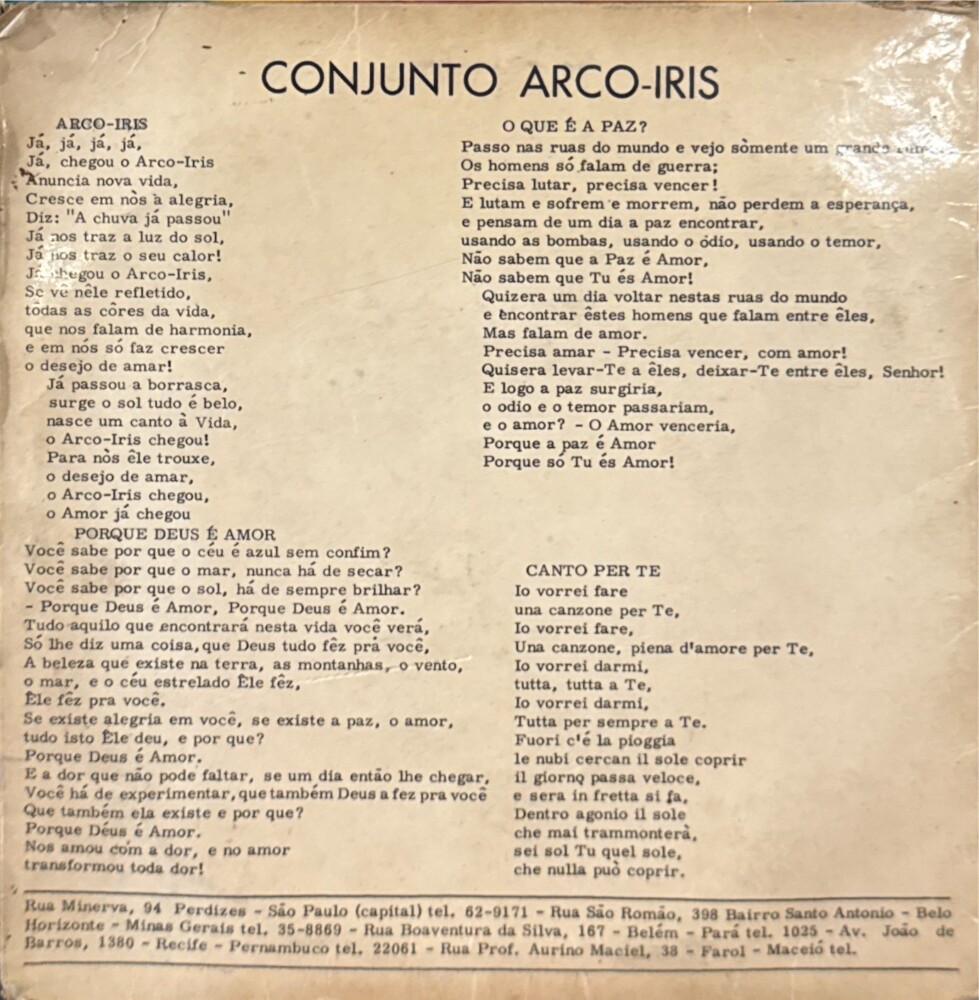 CONJUNTO ARCO-IRIS
ARCO-IRIS
Já, já, já, já,
Já, chegou o Arco-Iris
Anuncia nova vida,
Cresce em nòs a alegria,
Diz: "A chuva já passou"
Já nos traz a luz do sol,
Já nos traz o seu calor!
Já chegou o Arco-Iris,
Se vê nêle refletido,
tôdas as côres da vida,
que nos falam de harmonia,
e em nós só faz crescer
o desejo de amar!
Já passou a borrasca,
surge o sol tudo é belo,
nasce um canto à Vida,
o Arco-Iris chegou!
Para nòs êle trouxe,
o desejo de amar,
o Arco-Iris chegou,
o Amor já chegou
PORQUE DEUS É AMOR
Você sabe por que o céu é azul sem confim?
Você sabe por que o mar, nunca há de secar?
Você sabe por que o sol, há de sempre brilhar?
- Porque Deus é Amor, Porque Deus é Amor.
Tudo aquilo que encontrará nesta vida você verá,
Só lhe diz uma coisa, que Deus tudo fêz prá você,
A beleza que existe na terra, as montanhas, o vento,
o mar, e o céu estrelado Êle fêz,
Êle fêz pra você.
Se existe alegria em você, se existe a paz, o amor,
tudo isto Êle deu, e por que?
Porque Deus é Amor.
E a dor que não pode faltar, se um dia então lhe chegar,
Você há de experimentar, que também Deus a fez pra você
Que também ela existe e por que?
Porque Déus é Amor.
Nos amou com a dor, e no amor
transformou toda dor!
O QUE É A PAZ?
Passo nas ruas do mundo e vejo sòmente um grande
Os homens só falam de guerra;
Precisa lutar, precisa vencer!
E lutam e sofrem e morrem, não perdem a esperança,
e pensam de um dia a paz encontrar,
usando as bombas, usando o ódio, usando o temor,
Não sabem que a Paz é Amor,
Não sabem que Tu és Amor!
Quizera um dia voltar nestas ruas do mundo
e encontrar êstes homens que falam entre êles,
Mas falam de amor.
Precisa amar - Precisa vencer, com amor!
Quisera levar-Te a êles, deixar-Te entre êles, Senhor!
E logo a paz surgiria,
o odio e o temor passariam,
e o amor? - O Amor venceria,
Porque a paz é Amor
Porque só Tu és Amor!
CANTO PER TE
Io vorrei fare
una canzone per Te,
Io vorrei fare,
Una canzone, piena d'amore per Te,
Io vorrei darmi,
tutta, tutta a Te,
Io vorrei darmi,
Tutta per sempre a Te.
Fuori c'é la pioggia
le nubi cercan il sole coprir
il giorno passa veloce,
e sera in fretta si fa,
Dentro agonio il sole
che mai trammonterà,
sei sol Tu quel sole,
che nulla può coprir.
Rua Minerva, 94 Perdizes - São Paulo (capital) tel. 62-9171 - Rua São Romão, 398 Bairro Santo Antonio - Belo
Horizonte - Minas Gerais tel. 35-8869 - Rua Boaventura da Silva, 167 - Belém - Pará tel. 1025 - Av. João de
Barros, 1380 - Recife - Pernambuco tel. 22061 - Rua Prof. Aurino Maciel, 38 - Farol - Maceió tel.